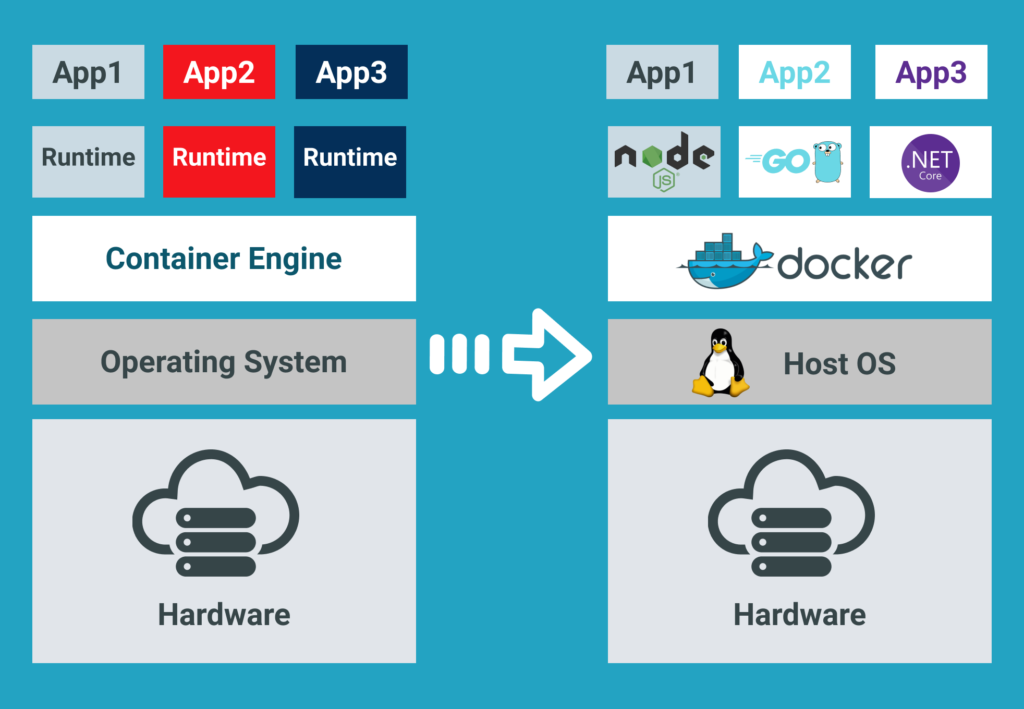 App1 App2 App3
Runtime Runtime Runtime
Container Engine
Operating System
Hardware
App1 App2 App3
node
JS
GO
.NET
Core
docker
Host OS
Hardware